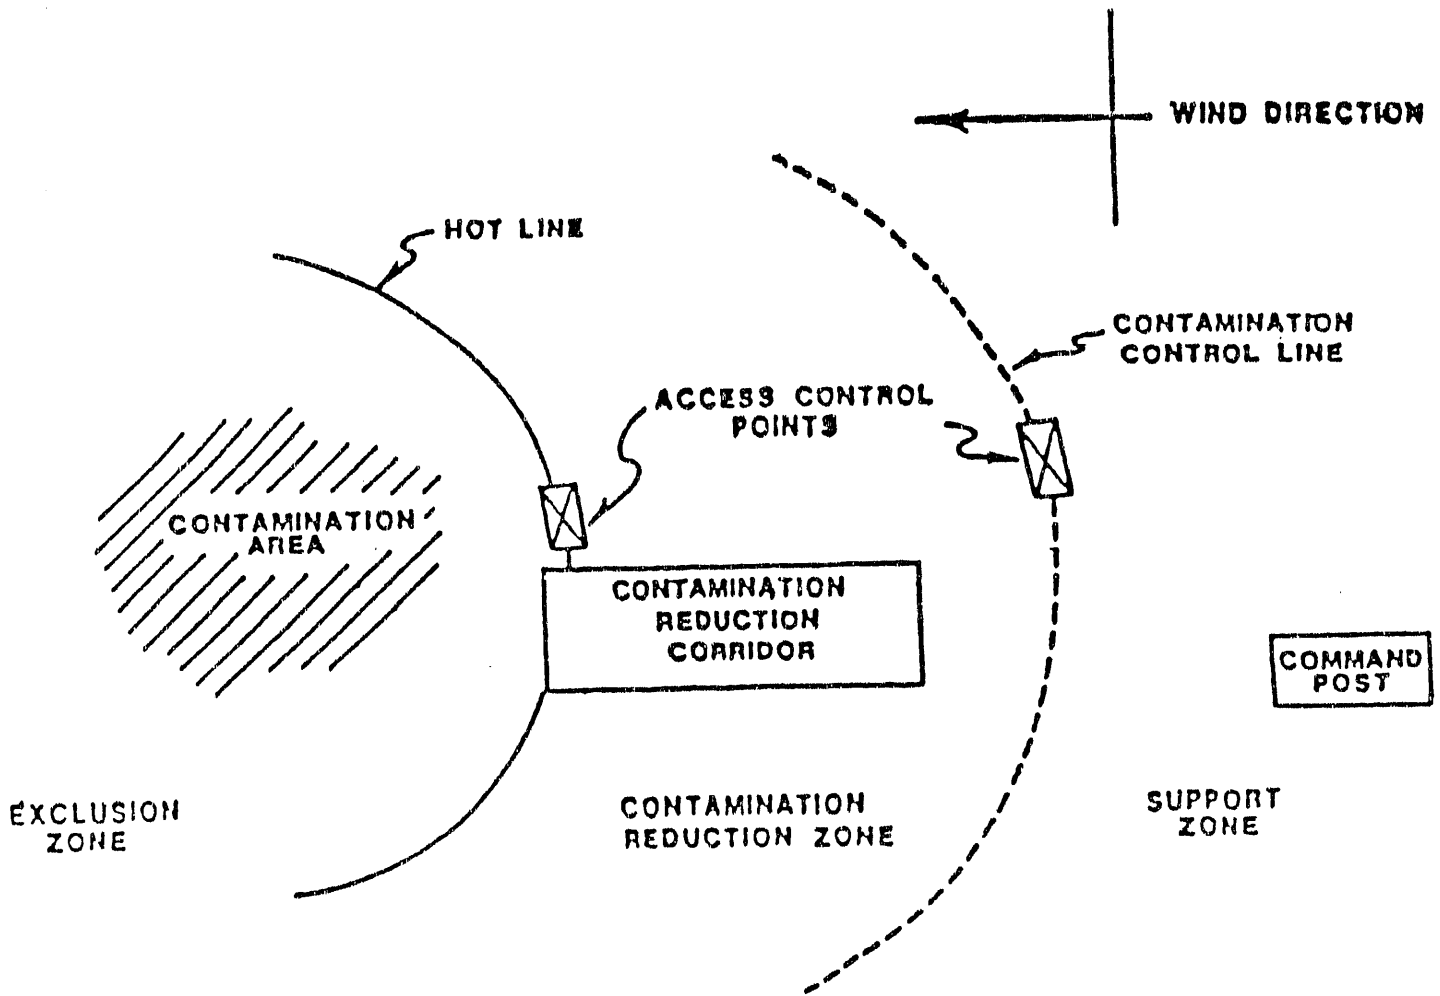 WIND DIRECTION
HOT LINE
CONTAMINATION
CONTROL LINE
ACCESS CONTROL
POINTS
CONTAMINATION
AREA
CONTAMINATION
REDUCTION
CORRIDOR
COMMAND
POST
EXCLUSION
ZONE
CONTAMINATION
REDUCTION ZONE
SUPPORT
ZONE